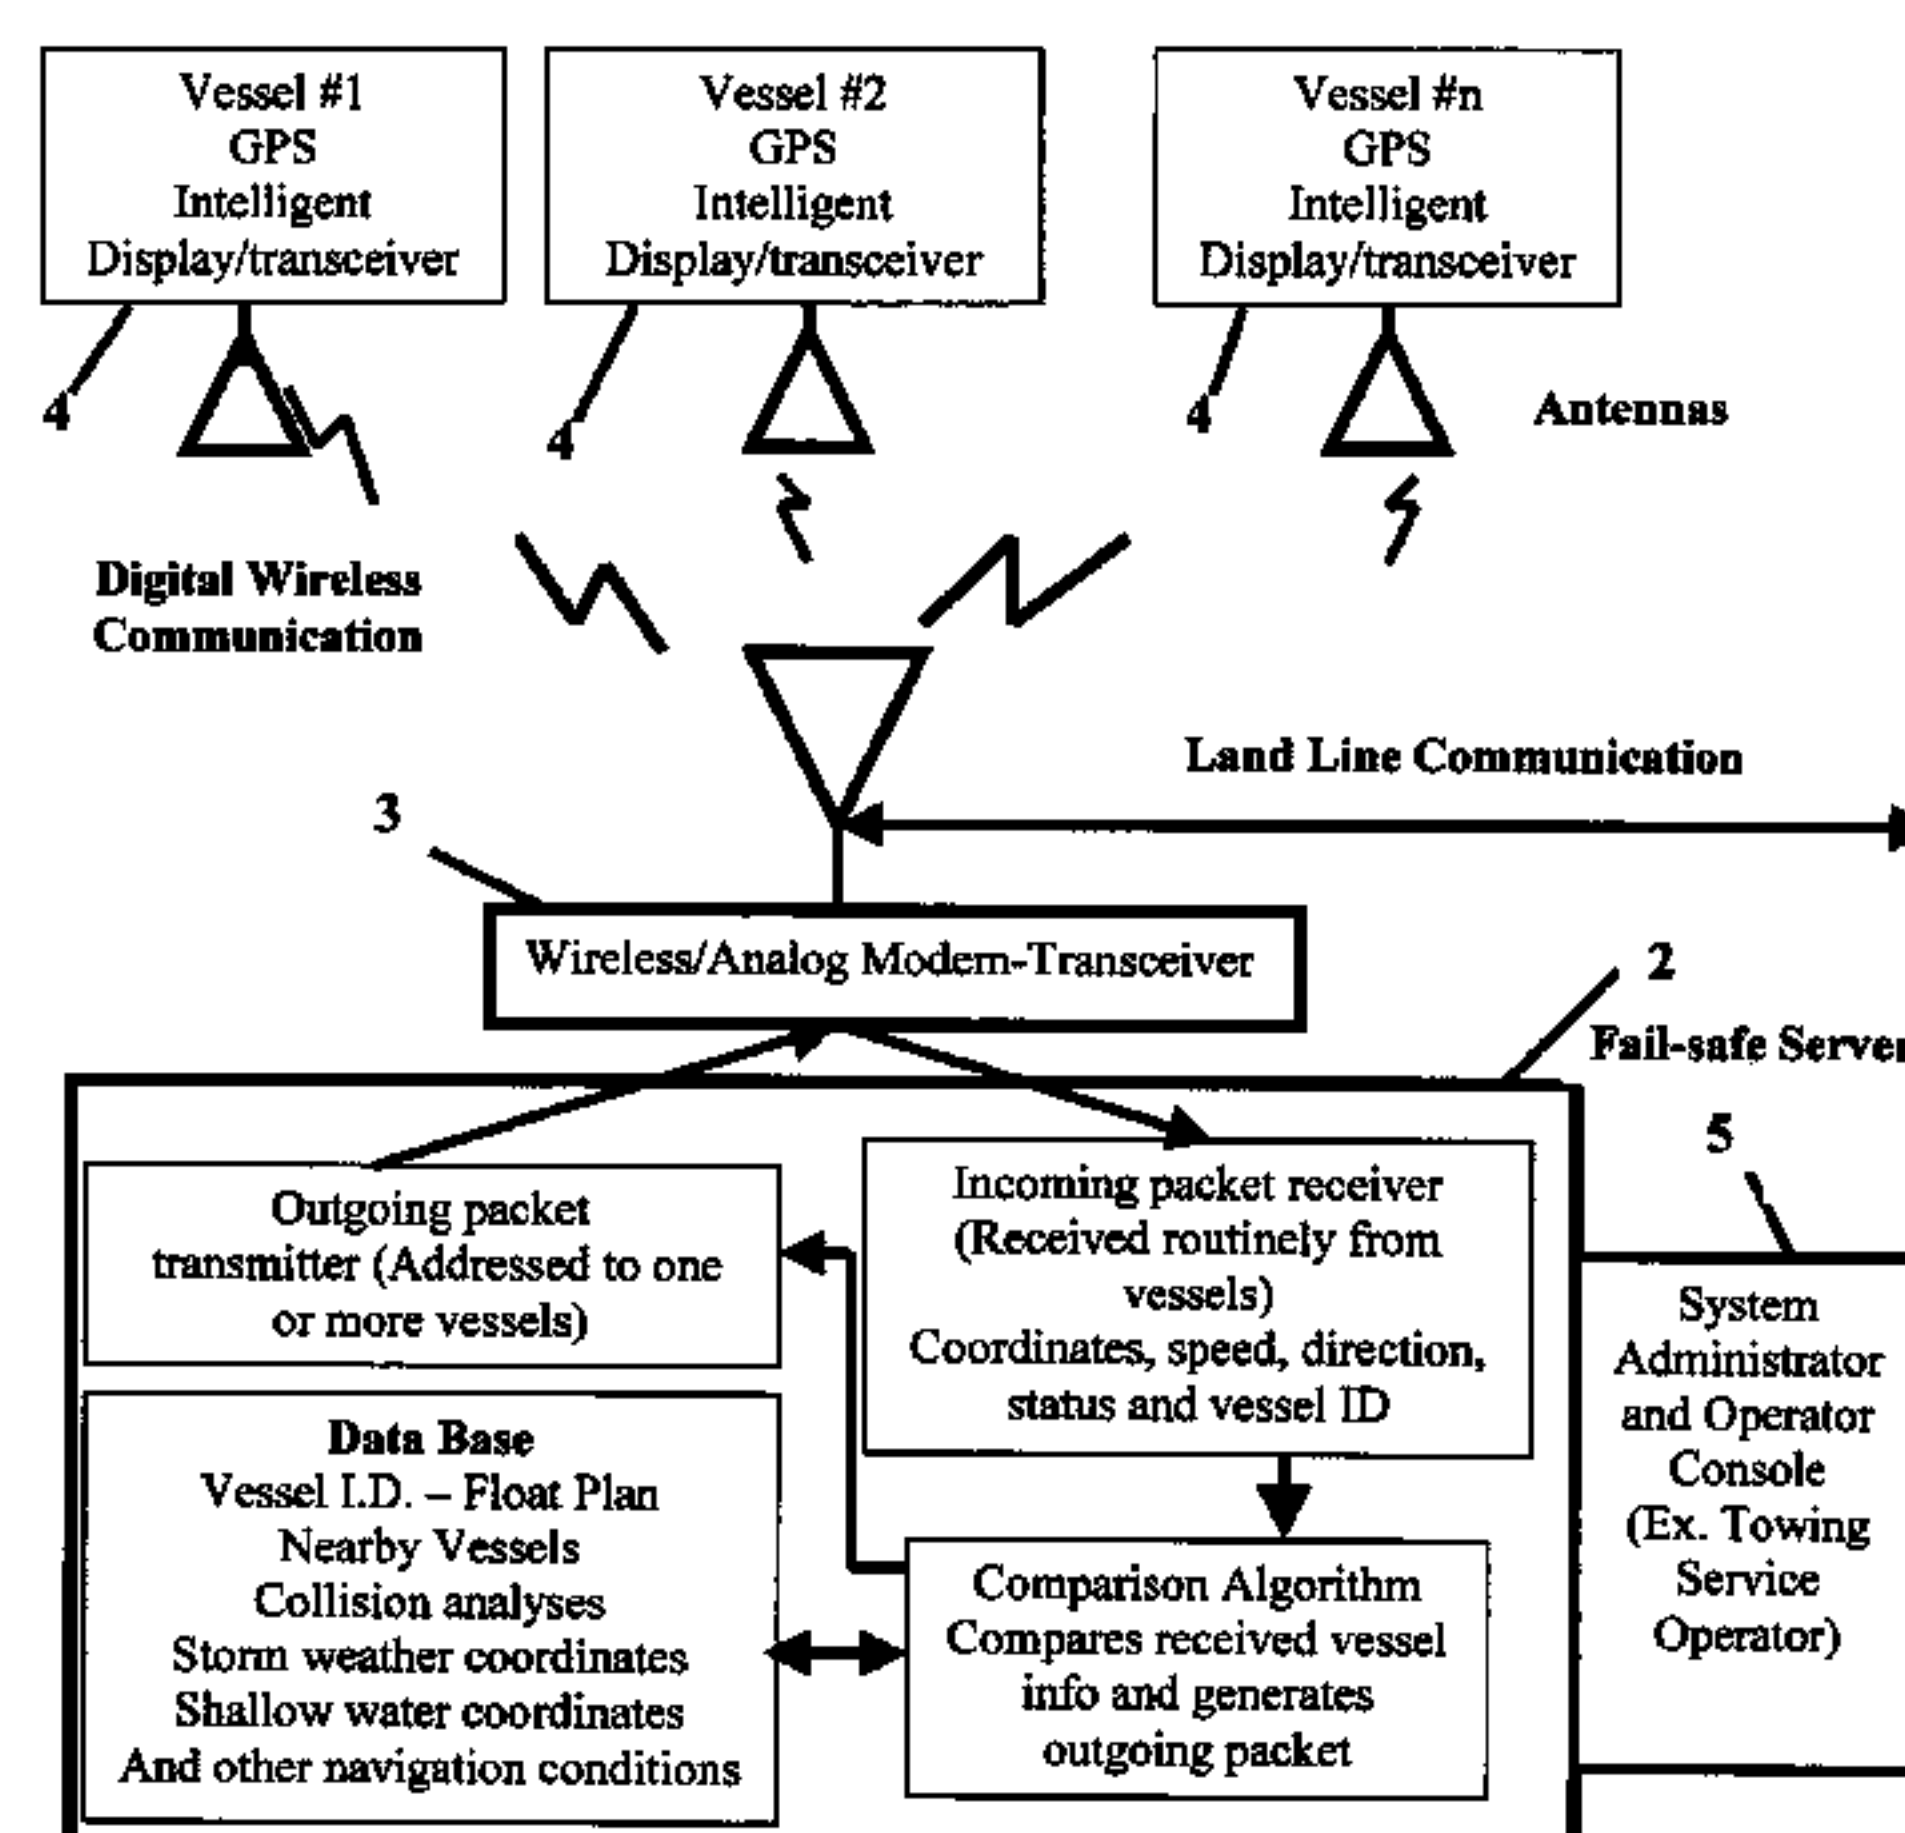 Vessel #1
GPS
Intelligent
Display/transceiver
Vessel #2
GPS
Intelligent
Display/transceiver
Vessel #n
GPS
Intelligent
Display/transceiver
4
4
4
Antennas
Digital Wireless
Communication
Land Line Communication
3
Wireless/Analog Modem-Transceiver
2
Fail-safe Server
5
Outgoing packet
transmitter (Addressed to one
or more vessels)
Incoming packet receiver
(Received routinely from
vessels)
Coordinates, speed, direction,
status and vessel ID
System
Administrator
and Operator
Console
(Ex. Towing
Service
Operator)
Data Base
Vessel I.D. – Float Plan
Nearby Vessels
Collision analyses
Storm weather coordinates
Shallow water coordinates
And other navigation conditions
Comparison Algorithm
Compares received vessel
info and generates
outgoing packet